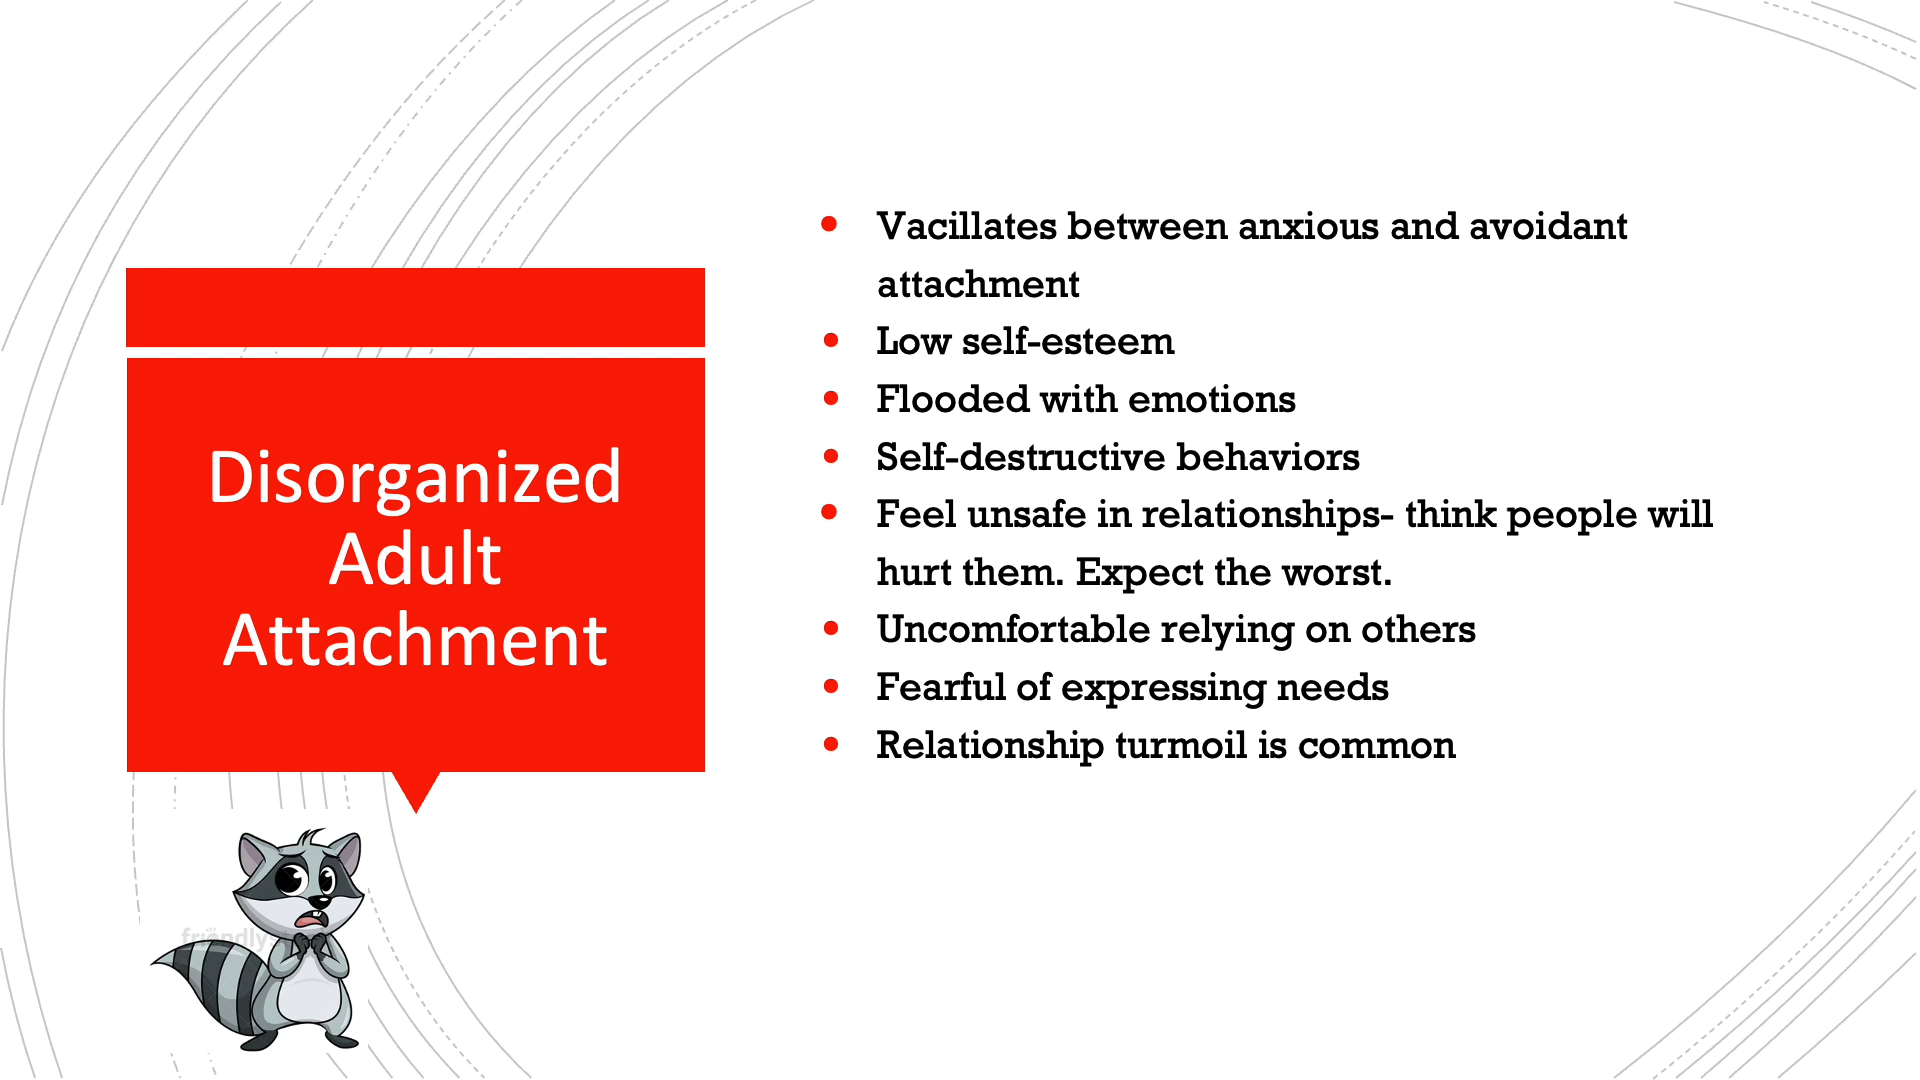 Disorganized
Adult
Attachment
• Vacillates between anxious and avoidant
attachment
• Low self-esteem
• Flooded with emotions
• Self-destructive behaviors
• Feel unsafe in relationships- think people will
hurt them. Expect the worst.
• Uncomfortable relying on others
• Fearful of expressing needs
• Relationship turmoil is common